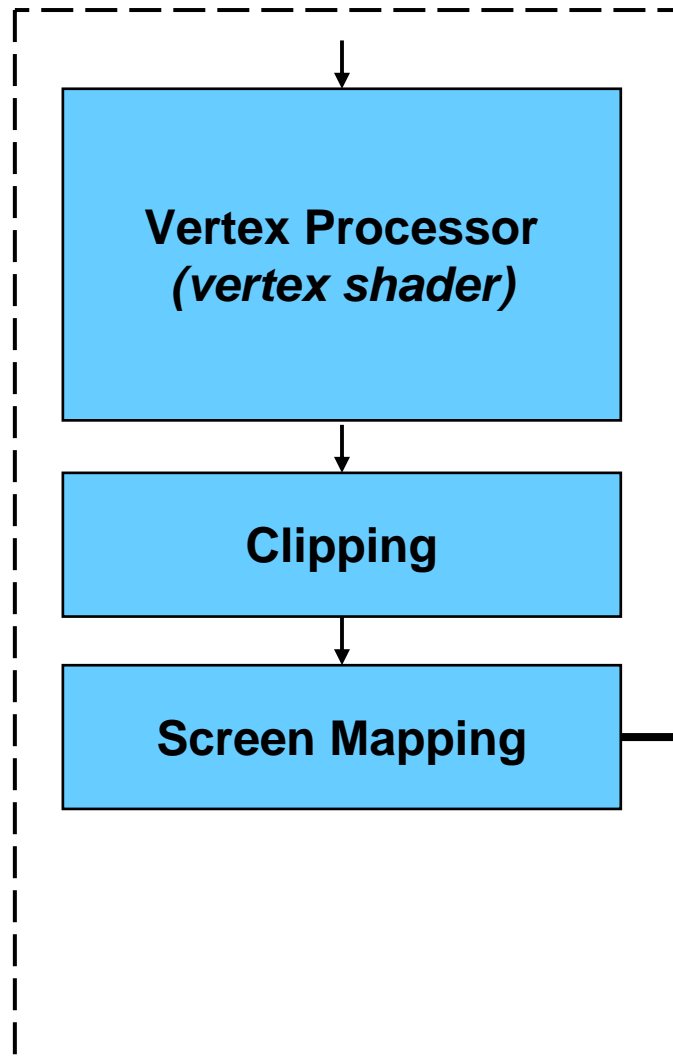 Vertex Processor
(vertex shader)
Clipping
Screen Mapping